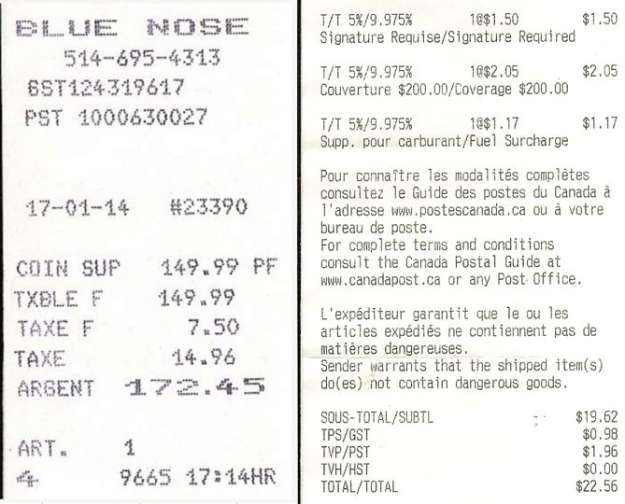 BLUE NOSE
514-695-4313
GST124319617
PST 1000630027
17-01-14 #23390
COIN SUP 149.99 PF
TXBLE F 149.99
TAXE F 7.50
TAXE 14.96
ARGENT 172.45
ART. 1
4 9665 17:14HR
T/T 5%/9.975% 1@$1.50 $1.50
Signature Requise/Signature Required
T/T 5%/9.975% 1@$2.05 $2.05
Couverture $200.00/Coverage $200.00
T/T 5%/9.975% 1@$1.17 $1.17
Supp. pour carburant/Fuel Surcharge
Pour connaître les modalités complètes
consultez le Guide des postes du Canada à
l'adresse www.postescanada.ca ou à votre
bureau de poste.
For complete terms and conditions
consult the Canada Postal Guide at
www.canadapost.ca or any Post Office.
L'expéditeur garantit que le ou les
articles expédiés ne contiennent pas de
matières dangereuses.
Sender warrants that the shipped item(s)
do(es) not contain dangerous goods.
SOUS-TOTAL/SUBTL $19.62
TPS/GST $0.98
TVP/PST $1.96
TVH/HST $0.00
TOTAL/TOTAL $22.56